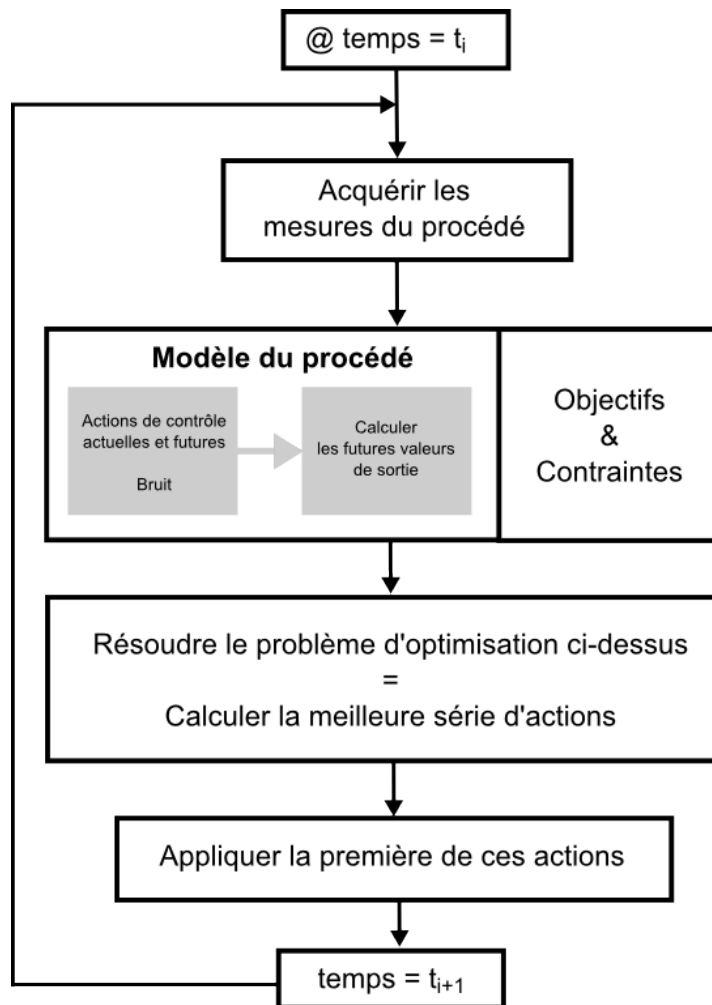 @ temps = tᵢ
Acquérir les
mesures du procédé
Modèle du procédé
Actions de contrôle
actuelles et futures
Bruit
Calculer
les futures valeurs
de sortie
Objectifs
&
Contraintes
Résoudre le problème d'optimisation ci-dessus
=
Calculer la meilleure série d'actions
Appliquer la première de ces actions
temps = tᵢ₊₁